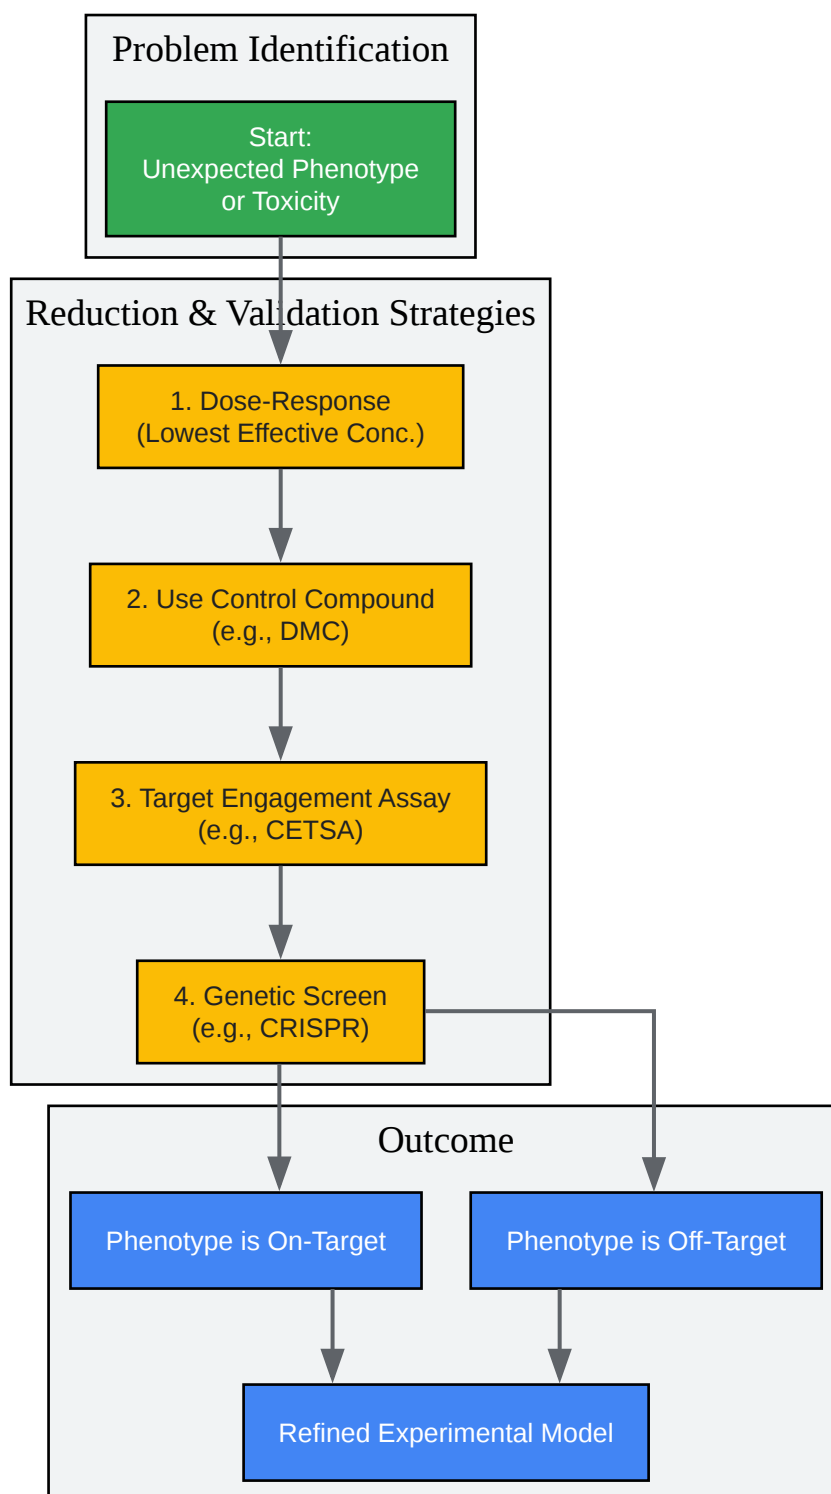 Problem Identification
Start:
Unexpected Phenotype
or Toxicity
Reduction & Validation Strategies
1. Dose-Response
(Lowest Effective Conc.)
2. Use Control Compound
(e.g., DMC)
3. Target Engagement Assay
(e.g., CETSA)
4. Genetic Screen
(e.g., CRISPR)
Outcome
Phenotype is On-Target
Phenotype is Off-Target
Refined Experimental Model